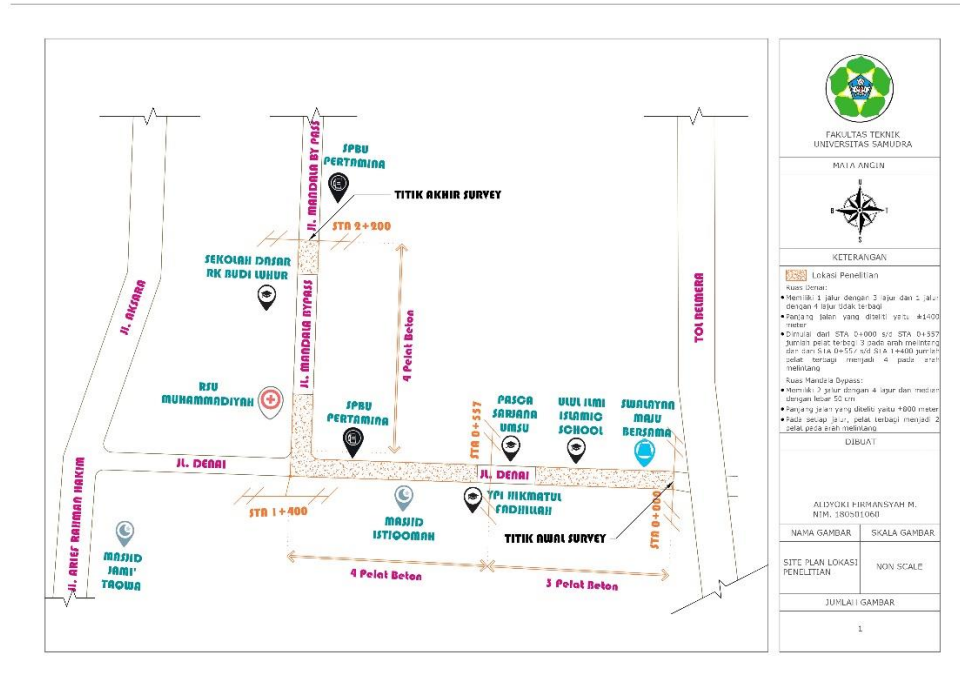 Jl. MANDALA BY PASS
SPBU
PERTAMINA
TITIK AKHIR SURVEY
STA 2+200
SEKOLAH DASAR
RK BUDI LUHUR
JL. AKSARA
JL. MANDALA BYPASS
4 Pelat Beton
TOL BELMERA
RSU
MUHAMMADIYAH
SPBU
PERTAMINA
STA 0+557
PASCA
SARJANA
UMSU
ULUL ILMI
ISLAMIC
SCHOOL
SWALAYAN
MAJU
BERSAMA
JL. DENAI
JL. DENAI
STA 1+400
MASJID
ISTIQOMAH
YPI HIKMATUL
FADHILLAH
TITIK AWAL SURVEY
STA 0+000
JL. ARIEF RAHMAN HAKIM
MASJID
JAMI'
TAQWA
4 Pelat Beton
3 Pelat Beton
FAKULTAS TEKNIK
UNIVERSITAS SAMUDRA
MATA ANGIN
U
B
T
S
KETERANGAN
Lokasi Penelitian
Ruas Denai:
Memiliki 1 jalur dengan 3 lajur dan 1 jalur
dengan 4 lajur tidak terbagi
Panjang jalan yang diteliti yaitu ±1400
meter
Dimulai dari STA 0+000 s/d STA 0+557
jumlah pelat terbagi 3 pada arah melintang
dan dari STA 0+557 s/d STA 1+400 jumlah
pelat terbagi menjadi 4 pada arah
melintang
Ruas Mandala Bypass:
Memiliki 2 jalur dengan 4 lajur dan median
dengan lebar 50 cm
Panjang jalan yang diteliti yaitu ±800 meter
Pada setiap jalur, pelat terbagi menjadi 2
pelat pada arah melintang
DIBUAT
ALDYOKI FIRMANSYAH M.
NIM. 180501060
NAMA GAMBAR
SKALA GAMBAR
SITE PLAN LOKASI
PENELITIAN
NON SCALE
JUMLAH GAMBAR
1